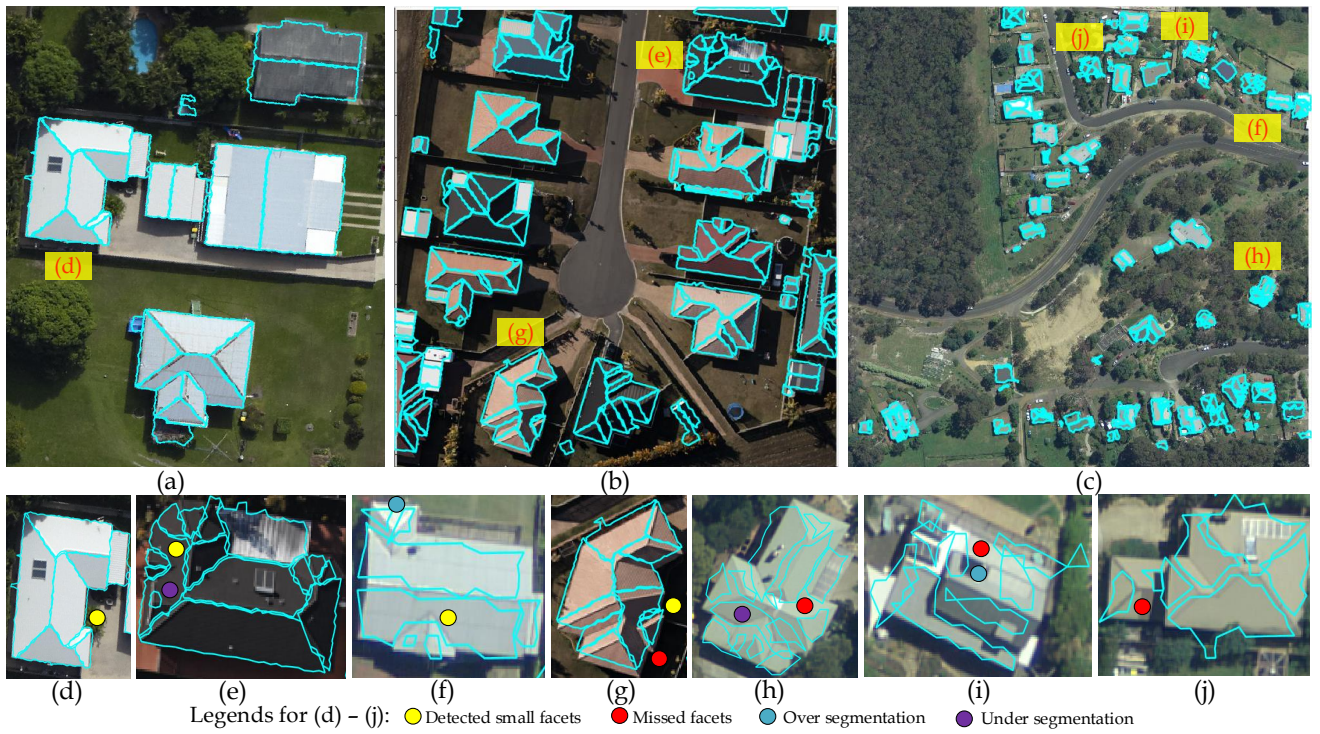 (e)
(j)
(i)
(f)
(d)
(h)
(g)
(a)
(b)
(c)
(d)
(e)
(f)
(g)
(h)
(i)
(j)
Legends for (d) – (j): Detected small facets Missed facets Over segmentation Under segmentation